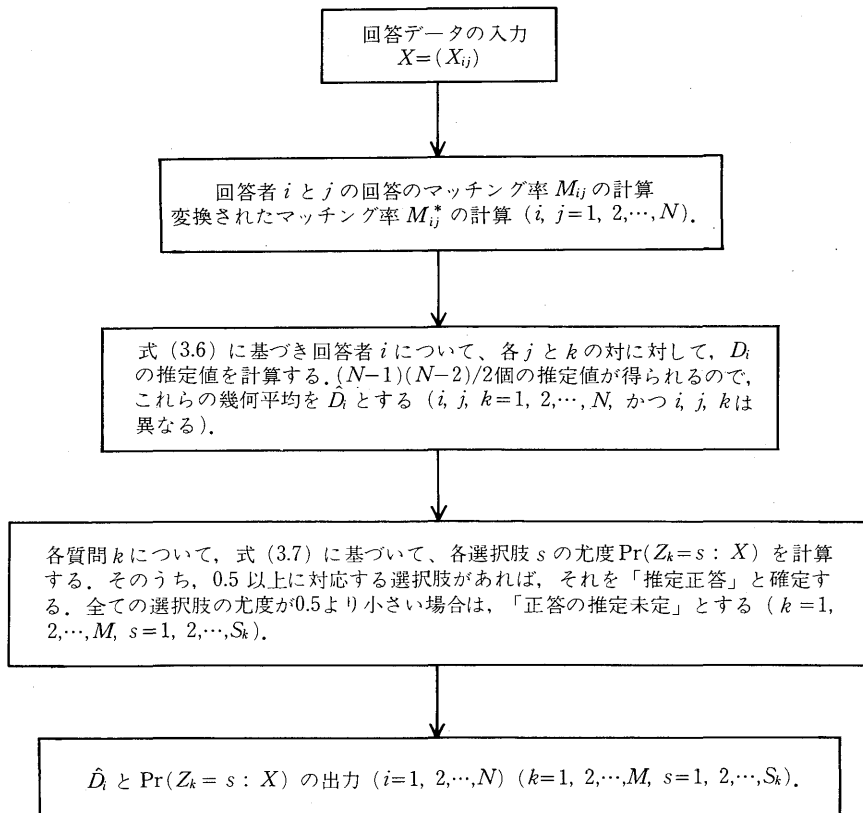 回答データの入力
X=(X_{ij})
回答者 i と j の回答のマッチング率 M_{ij} の計算
変換されたマッチング率 M_{ij}^* の計算 (i, j=1, 2,⋯, N).
式 (3.6) に基づき回答者 i について、各 j と k の対に対して, D_i
の推定値を計算する. (N−1)(N−2)/2個の推定値が得られるので,
これらの幾何平均を \hat{D}_i とする (i, j, k=1, 2,⋯, N, かつ i, j, k は
異なる).
各質問 k について, 式 (3.7) に基づいて、各選択肢 s の尤度 Pr(Z_k=s : X) を計算
する. そのうち, 0.5 以上に対応する選択肢があれば, それを「推定正答」と確定す
る. 全ての選択肢の尤度が0.5より小さい場合は, 「正答の推定未定」とする ( k =1,
2,⋯, M, s=1, 2,⋯, S_k).
\hat{D}_i と Pr(Z_k = s : X) の出力 (i=1, 2,⋯, N) (k=1, 2,⋯, M, s=1, 2,⋯, S_k).